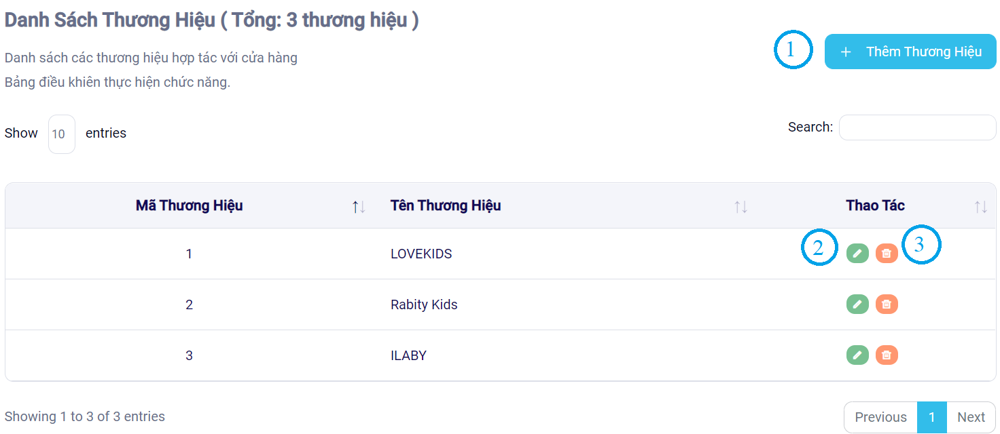 Danh Sách Thương Hiệu ( Tổng: 3 thương hiệu )
1
+ Thêm Thương Hiệu
Danh sách các thương hiệu hợp tác với cửa hàng
Bảng điều khiên thực hiện chức năng.
Show 10 entries
Search:
Mã Thương Hiệu Tên Thương Hiệu Thao Tác
1 LOVEKIDS 2 3
2 Rabity Kids
3 ILABY
Showing 1 to 3 of 3 entries
Previous 1 Next